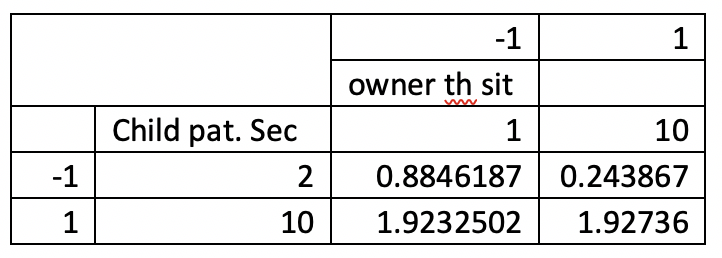 -1 1
owner th sit
Child pat. Sec 1 10
-1 2 0.8846187 0.243867
1 10 1.9232502 1.92736